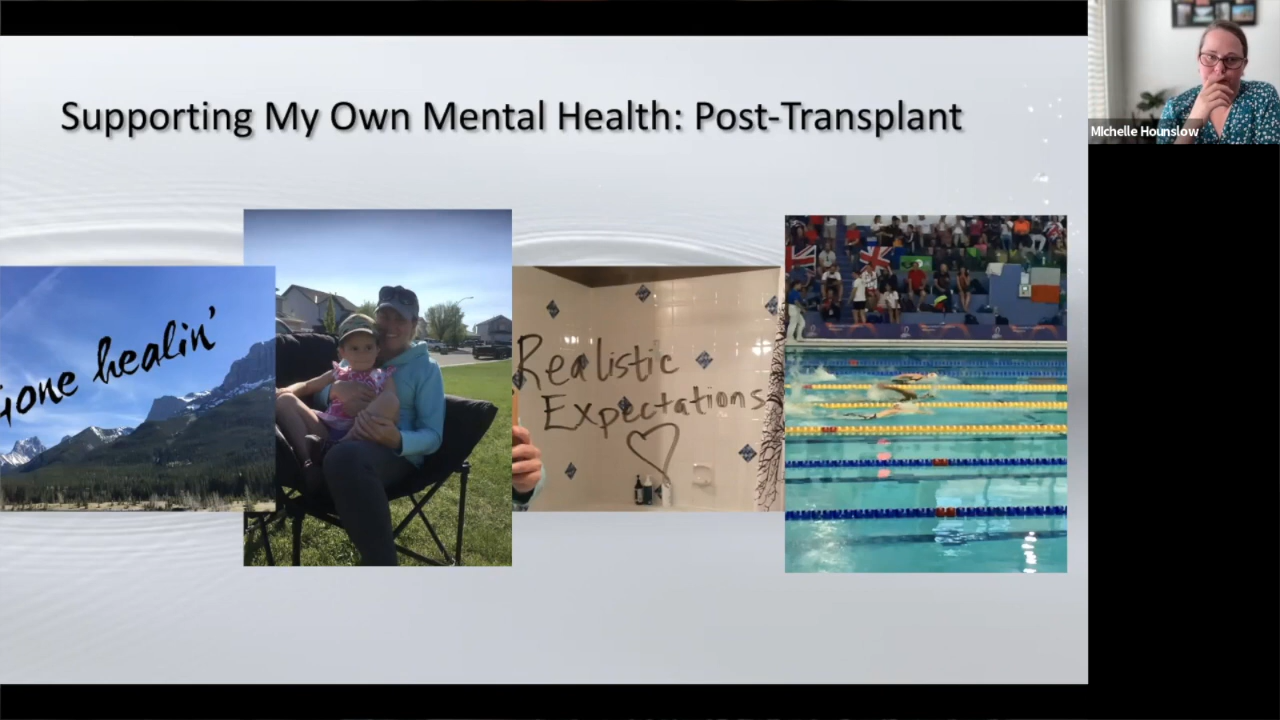 Supporting My Own Mental Health: Post-Transplant
MIchelle Hounslow
Gone healin'
Realistic
Expectations